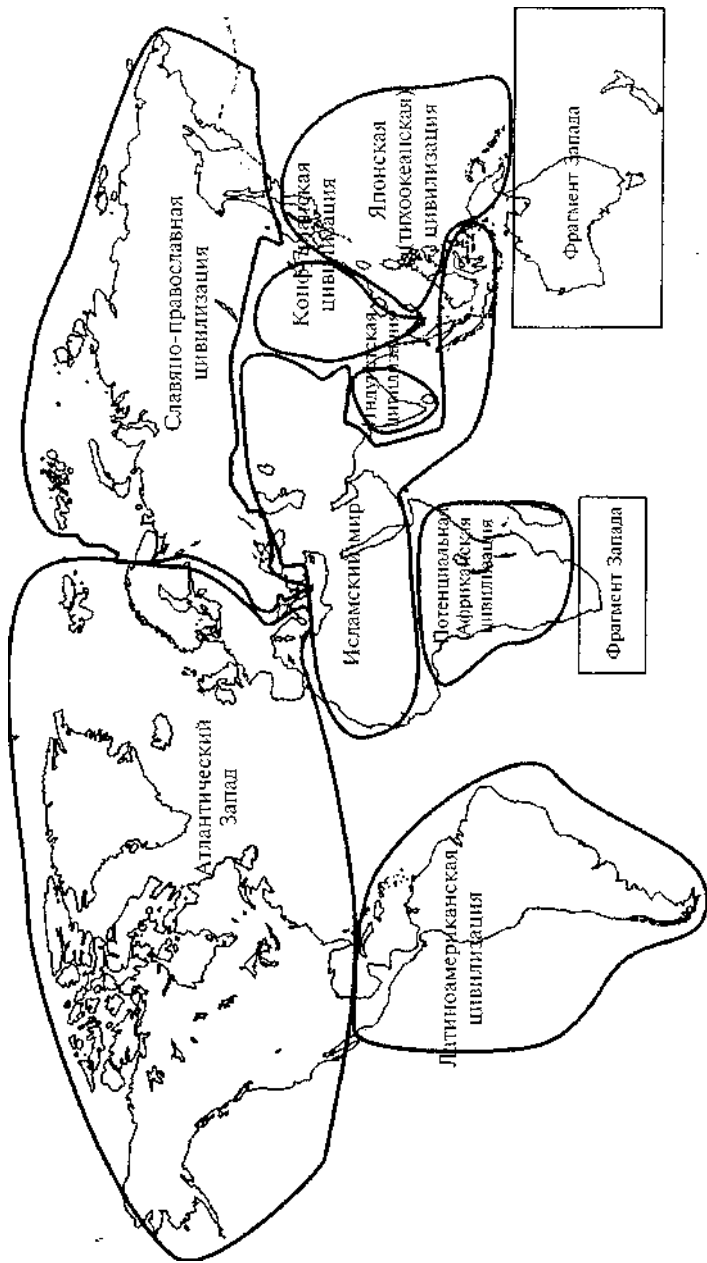 Атлантический
Запад
Славяно-православная
цивилизация
Конфуцианская
цивилизация
Японская
(тихоокеанская)
цивилизация
Индуистская
цивилизация
Исламский мир
Потенциальная
Африканская
цивилизация
Латиноамериканская
цивилизация
Фрагмент Запада
Фрагмент Запада